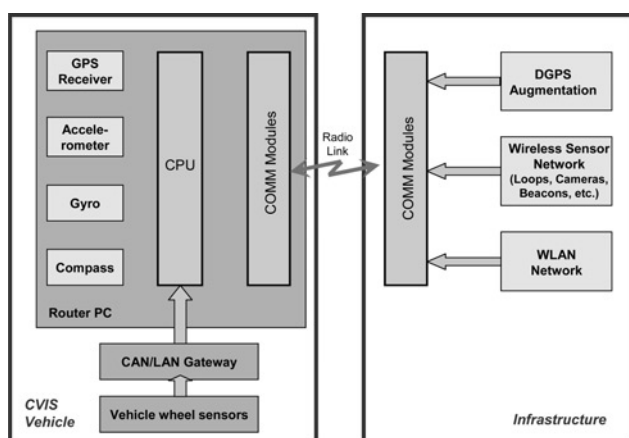 GPS
Receiver
Accele-
rometer
Gyro
Compass
Router PC
CPU
COMM Modules
CAN/LAN Gateway
Vehicle wheel sensors
CVIS
Vehicle
Radio
Link
COMM Modules
DGPS
Augmentation
Wireless Sensor
Network
(Loops, Cameras,
Beacons, etc.)
WLAN
Network
Infrastructure